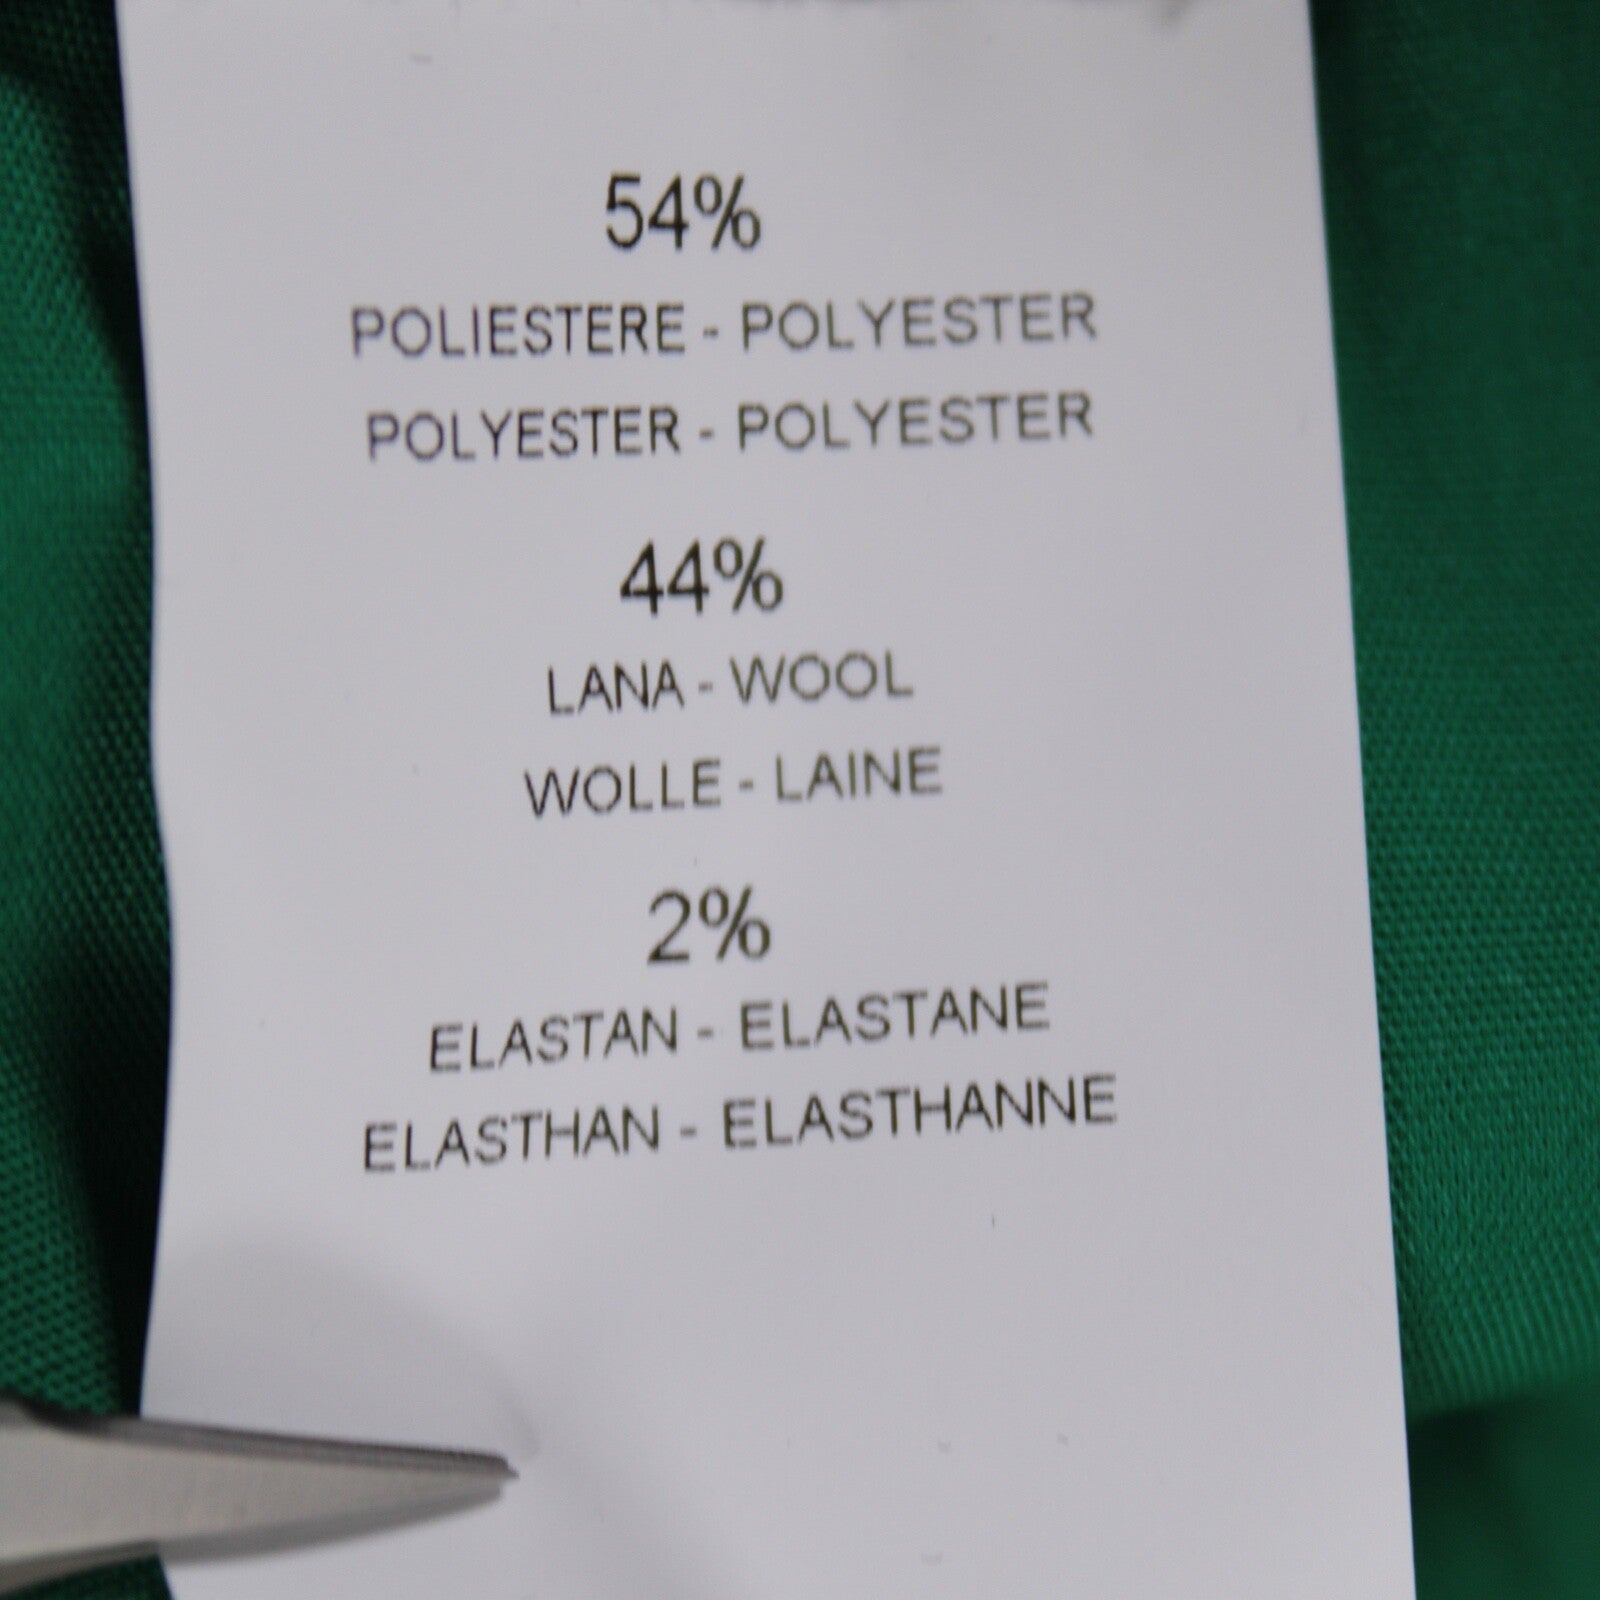 54%
POLIESTERE - POLYESTER
POLYESTER - POLYESTER
44%
LANA - WOOL
WOLLE - LAINE
2%
ELASTAN - ELASTANE
ELASTHAN - ELASTHANNE